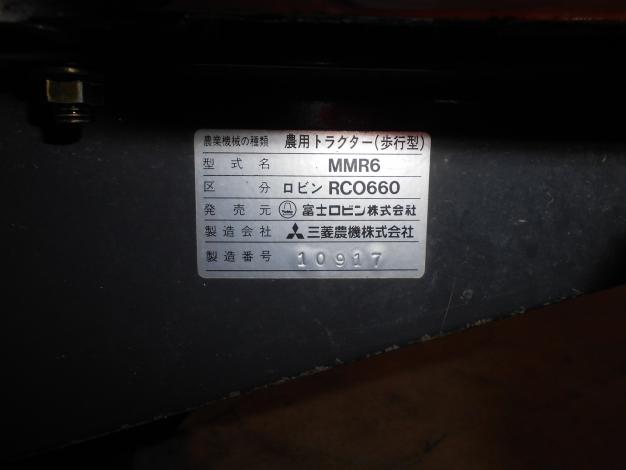 農業機械の種類 農用トラクター(歩行型)
型式名 MMR6
区分 ロビン RCO660
発売元 富士ロビン株式会社
製造会社 三菱農機株式会社
製造番号 10917